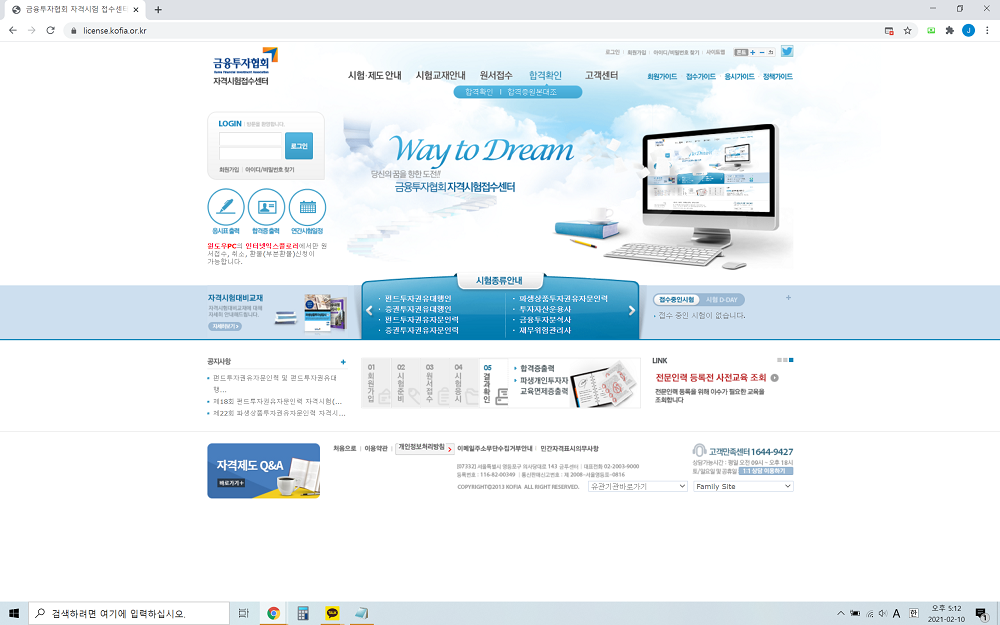 금융투자협회 자격시험 접수센터
license.kofia.or.kr
J
로그인 | 회원가입 | 아이디/비밀번호 찾기 | 사이트맵
금융투자협회
Korea Financial Investment Association
자격시험접수센터
시험·제도 안내 시험교재안내 원서접수 합격확인 고객센터
회원가이드 접수가이드 응시가이드 정책가이드
합격확인 | 합격증원본대조
LOGIN
로그인
회원가입 | 아이디/비밀번호 찾기
Way to Dream
당신의 꿈을 향한 도전!!
금융투자협회 자격시험접수센터
응시표 출력 합격증 출력 연간시험일정
윈도우PC의 인터넷익스플로러에서만 원
서접수, 취소, 환불(부분환불)신청이
가능합니다.
시험종류안내
자격시험대비교재
자격시험대비교재에 대해
자세히 안내해드립니다.
자세히보기 >
· 펀드투자권유대행인
· 증권투자권유대행인
· 펀드투자권유자문인력
· 증권투자권유자문인력
· 파생상품투자권유자문인력
· 투자자산운용사
· 금융투자분석사
· 재무위험관리사
접수중인시험 시험 D-DAY
접수 중인 시험이 없습니다.
공지사항
펀드투자권유자문인력 및 펀드투자권유대
행...
제18회 펀드투자권유자문인력 자격시험(...
제22회 파생상품투자권유자문인력 자격시...
01 회원가입
02 시험준비
03 원서접수
04 시험응시
05 결과확인
합격증출력
파생개인투자자
교육면제증출력
LINK
전문인력 등록전 사전교육 조회
전문인력 등록을 위해 이수가 필요한 교육을
조회합니다
자격제도 Q&A
바로가기
처음으로 | 이용약관 | 개인정보처리방침 > 이메일주소무단수집거부안내 | 민간자격표시의무사항
[07332] 서울특별시 영등포구 의사당대로 143 금투센터 | 대표전화 02-2003-9000
등록번호 : 116-82-00349 | 통신판매신고번호 : 제 2008-서울영등포-0816
COPYRIGHT©2013 KOFIA ALL RIGHT RESERVED.
유관기관바로가기
고객만족센터 1644-9427
상담가능시간 : 평일 오전 09시 ~ 오후 18시
토/일요일 및 공휴일 1:1 상담 이용하기
Family Site
검색하려면 여기에 입력하십시오.
A 한
오후 5:12
2021-02-10
1